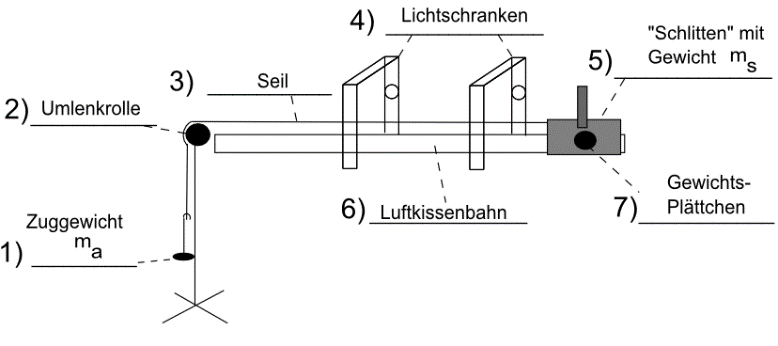 4) Lichtschranken
"Schlitten" mit
5) Gewicht m_s
3) Seil
2) Umlenkrolle
Gewichts-
7) Plättchen
6) Luftkissenbahn
Zuggewicht
1) m_a